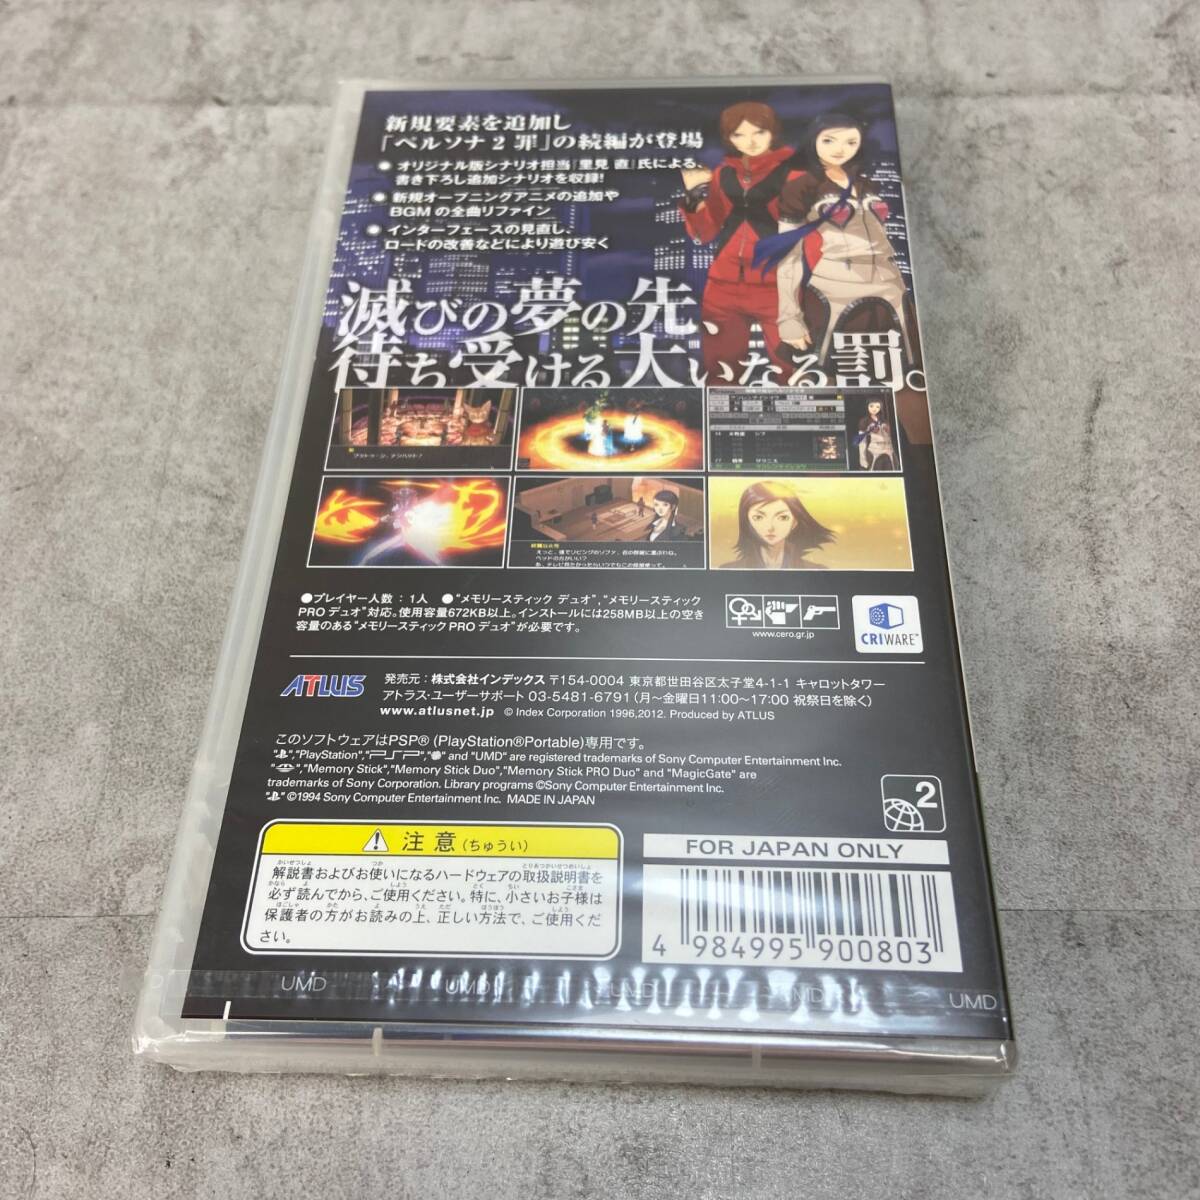 新規要素を追加し
「ペルソナ2 罪」の続編が登場
● オリジナル版シナリオ担当『里見 直』氏による、
書き下ろし追加シナリオを収録!
● 新規オープニングアニメの追加や
BGM の全曲リファイン
● インターフェースの見直し、
ロードの改善などにより遊び安く
滅びの夢の先、
待ち受ける大いなる罰。
えっと、確でリビングのソファ、
●プレイヤー人数：1人 ●"メモリースティック デュオ","メモリースティック
PRO デュオ"対応。使用容量672KB以上。インストールには258MB以上の空き
容量のある"メモリースティック PRO デュオ"が必要です。
www.cero.gr.jp
CRIWARE™
ATLUS
発売元：株式会社インデックス 〒154-0004 東京都世田谷区太子堂4-1-1 キャロットタワー
アトラス・ユーザーサポート 03-5481-6791（月〜金曜日11:00〜17:00 祝祭日を除く）
www.atlusnet.jp © Index Corporation 1996,2012. Produced by ATLUS
このソフトウェアはPSP® (PlayStation®Portable)専用です。
"PS","PlayStation","PSP"," " and "UMD" are registered trademarks of Sony Computer Entertainment Inc.
" ","Memory Stick","Memory Stick Duo","Memory Stick PRO Duo" and "MagicGate" are
trademarks of Sony Corporation. Library programs ©Sony Computer Entertainment Inc.
" " ©1994 Sony Computer Entertainment Inc. MADE IN JAPAN
2
注意(ちゅうい)
解説書およびお使いになるハードウェアの取扱説明書を
必ず読んでから、ご使用ください。特に、小さいお子様は
保護者の方がお読みの上、正しい方法で、ご使用くだ
さい。
FOR JAPAN ONLY
4 984995 900803
UMD UMD UMD UMD UMD